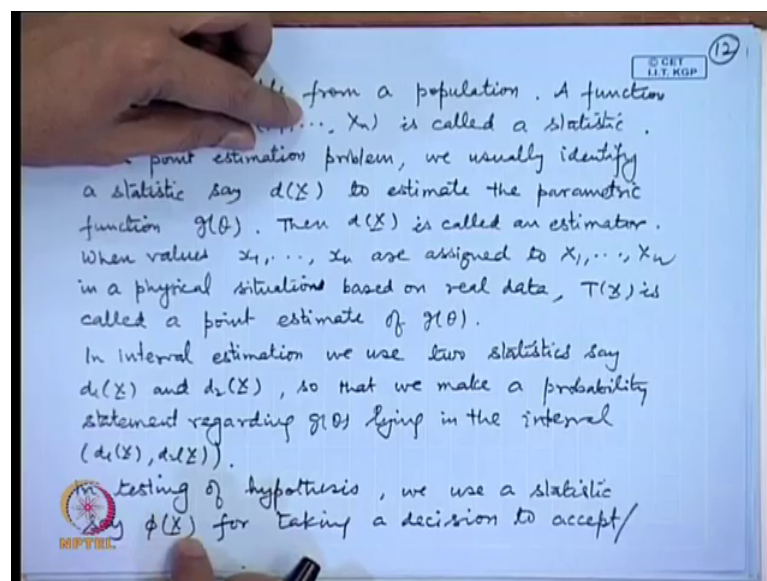 12
© CET
I.I.T. KGP
from a population. A function
..., Xn) is called a statistic.
point estimation problem, we usually identify
a statistic say d(X) to estimate the parametric
function g(θ). Then d(X) is called an estimator.
When values x1, ..., xn are assigned to X1, ..., Xn
in a physical situations based on real data, T(x) is
called a point estimate of g(θ).
In interval estimation we use two statistics say
d1(X) and d2(X), so that we make a probability
statement regarding g(θ) lying in the interval
(d1(X), d2(X)).
In testing of hypothesis, we use a statistic
say φ(X) for taking a decision to accept/
NPTEL